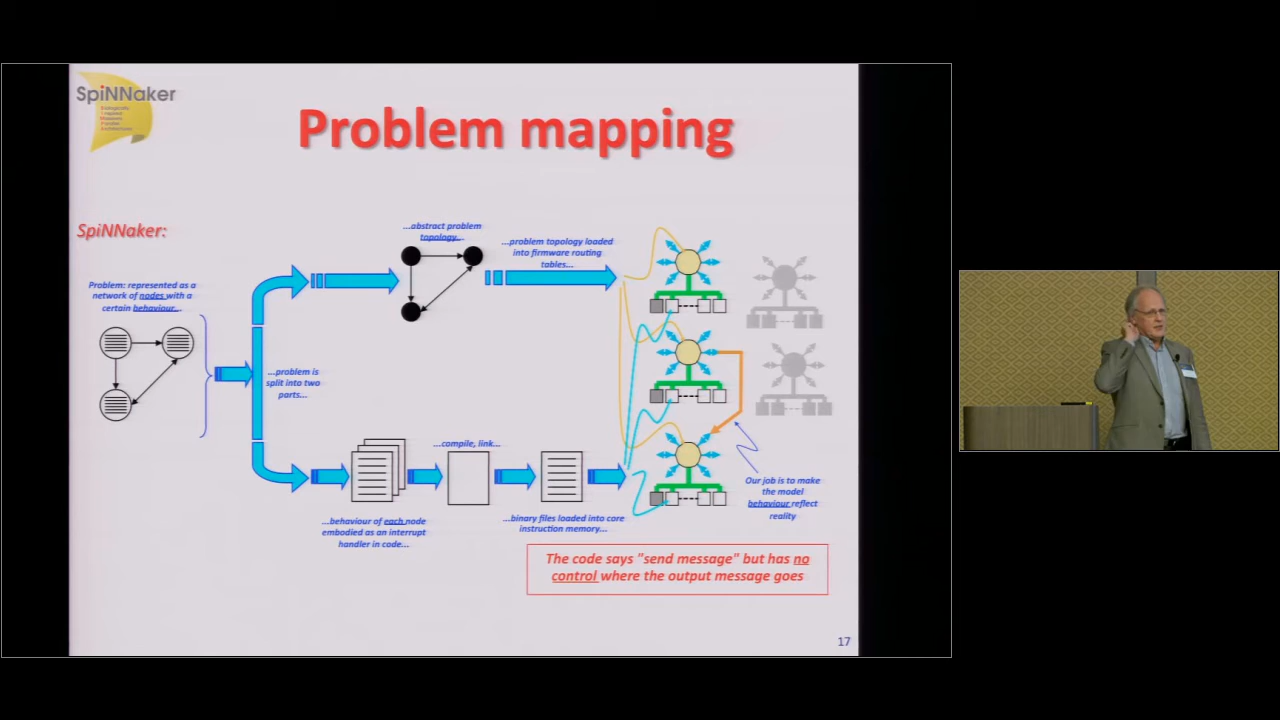 SpiNNaker
Problem mapping
SpiNNaker:
Problem: represented as a
network of nodes with a
certain behaviour...
...problem is
split into two
parts...
...abstract problem
topology...
...problem topology loaded
into firmware routing
tables...
...behaviour of each node
embodied as an interrupt
handler in code...
...compile, link...
...binary files loaded into core
instruction memory...
Our job is to make
the model
behaviour reflect
reality
The code says "send message" but has no
control where the output message goes
17